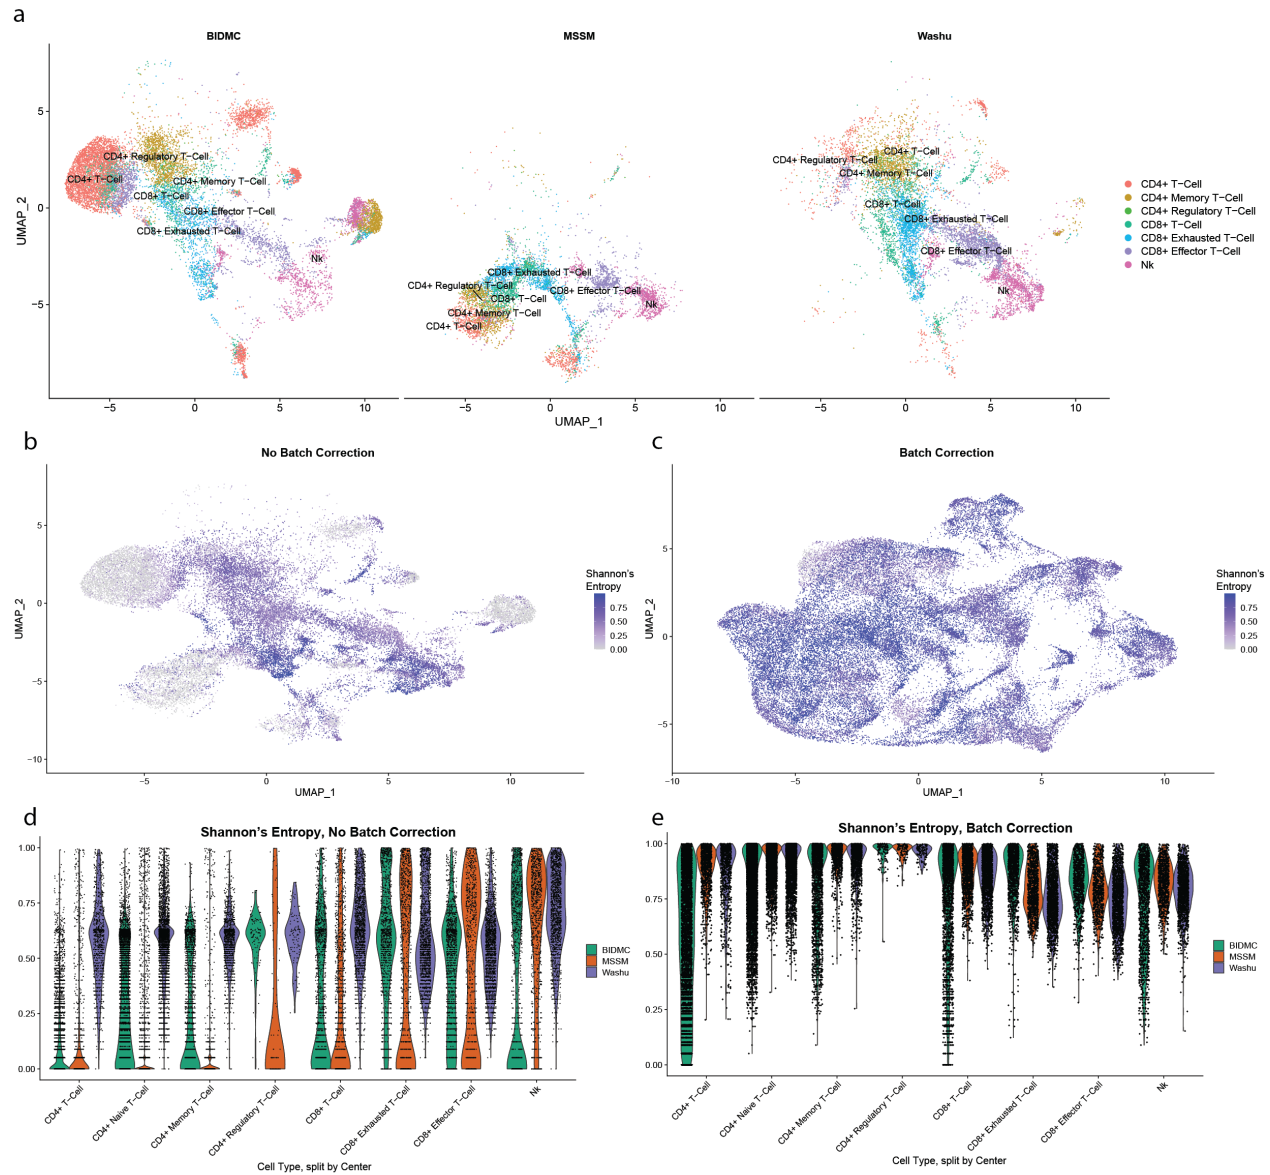 a
BIDMC
MSSM
Washu
UMAP_2
5
0
−5
CD4+ Regulatory T−Cell
CD4+ T−Cell
CD4+ Memory T−Cell
CD8+ T−Cell
CD8+ Effector T−Cell
CD8+ Exhausted T−Cell
Nk
CD8+ Exhausted T−Cell
CD4+ Regulatory T−Cell
CD8+ Effector T−Cell
CD8+ T−Cell
Nk
CD4+ Memory T−Cell
CD4+ T−Cell
CD4+ T−Cell
CD4+ Regulatory T−Cell
CD4+ Memory T−Cell
CD8+ T−Cell
CD8+ Exhausted T−Cell
CD8+ Effector T−Cell
Nk
−5 0 5 10
−5 0 5 10
−5 0 5 10
UMAP_1
CD4+ T−Cell
CD4+ Memory T−Cell
CD4+ Regulatory T−Cell
CD8+ T−Cell
CD8+ Exhausted T−Cell
CD8+ Effector T−Cell
Nk
b
No Batch Correction
UMAP_2
5
0
−5
−10
−5 0 5 10
UMAP_1
Shannon's
Entropy
0.75
0.50
0.25
0.00
c
Batch Correction
UMAP_2
5
0
−5
−10 −5 0 5 10
UMAP_1
Shannon's
Entropy
0.75
0.50
0.25
0.00
d
Shannon's Entropy, No Batch Correction
1.00
0.75
0.50
0.25
0.00
CD4+ T−Cell
CD4+ Naive T−Cell
CD4+ Memory T−Cell
CD4+ Regulatory T−Cell
CD8+ T−Cell
CD8+ Exhausted T−Cell
CD8+ Effector T−Cell
Nk
Cell Type, split by Center
BIDMC
MSSM
Washu
e
Shannon's Entropy, Batch Correction
1.00
0.75
0.50
0.25
0.00
CD4+ T−Cell
CD4+ Naive T−Cell
CD4+ Memory T−Cell
CD4+ Regulatory T−Cell
CD8+ T−Cell
CD8+ Exhausted T−Cell
CD8+ Effector T−Cell
Nk
Cell Type, split by Center
BIDMC
MSSM
Washu